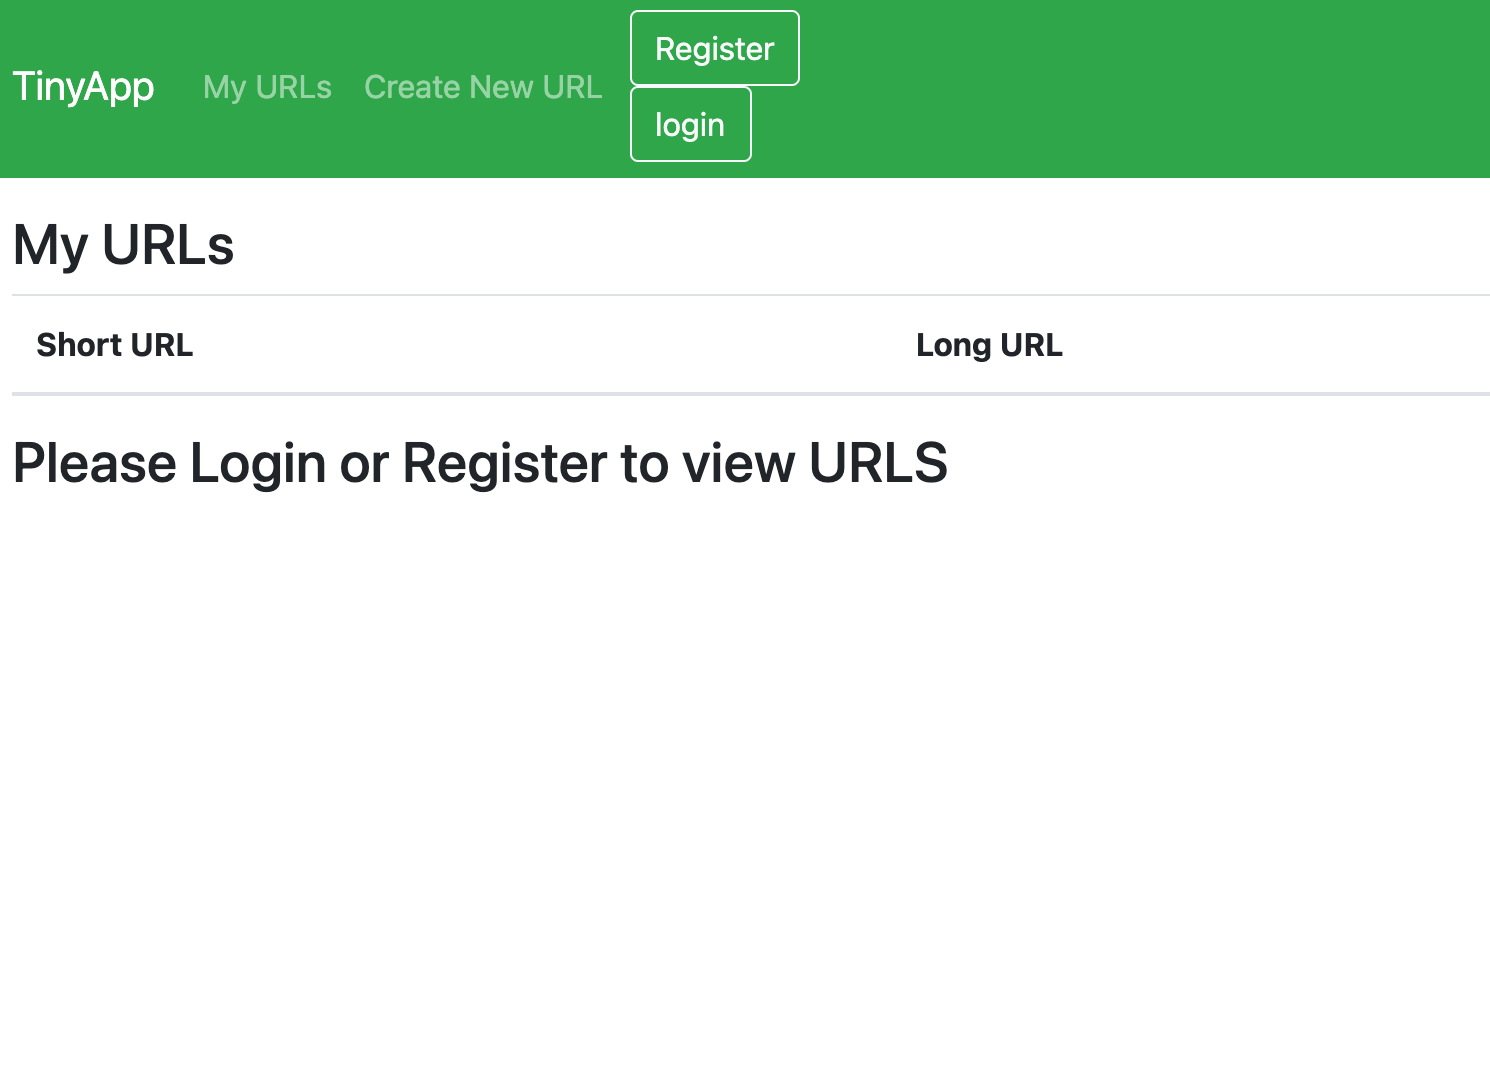 TinyApp My URLs Create New URL Register
login
My URLs
Short URL Long URL
Please Login or Register to view URLS